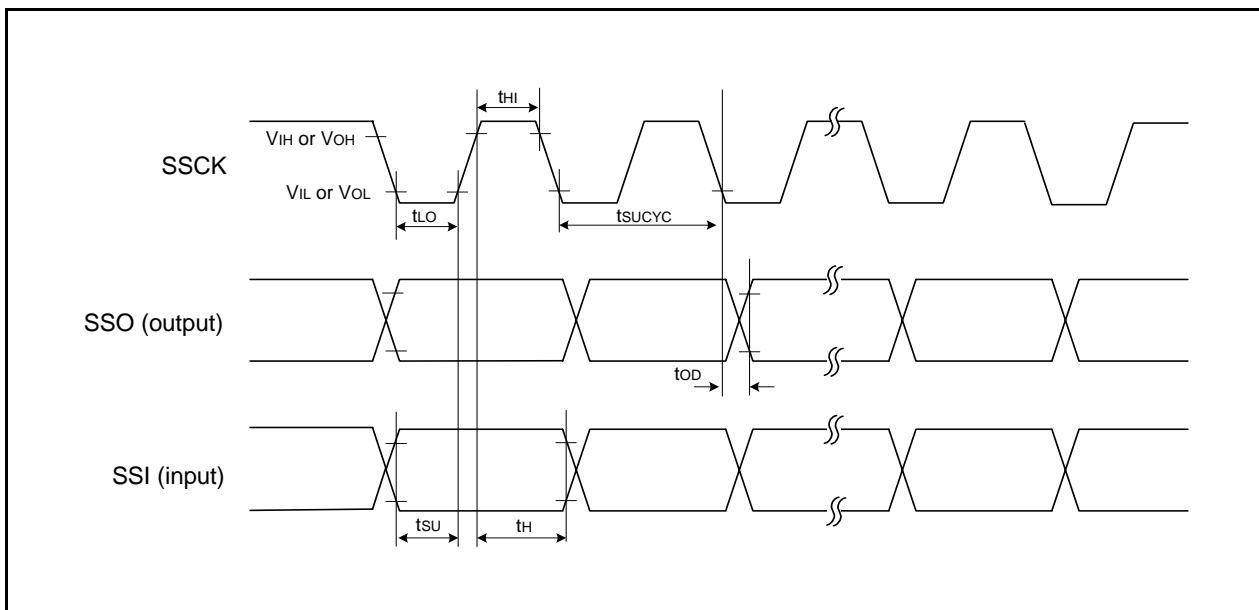 tHI
VIH or VOH
SSCK
VIL or VOL
tLO
tSUCYC
SSO (output)
tOD
SSI (input)
tSU
tH